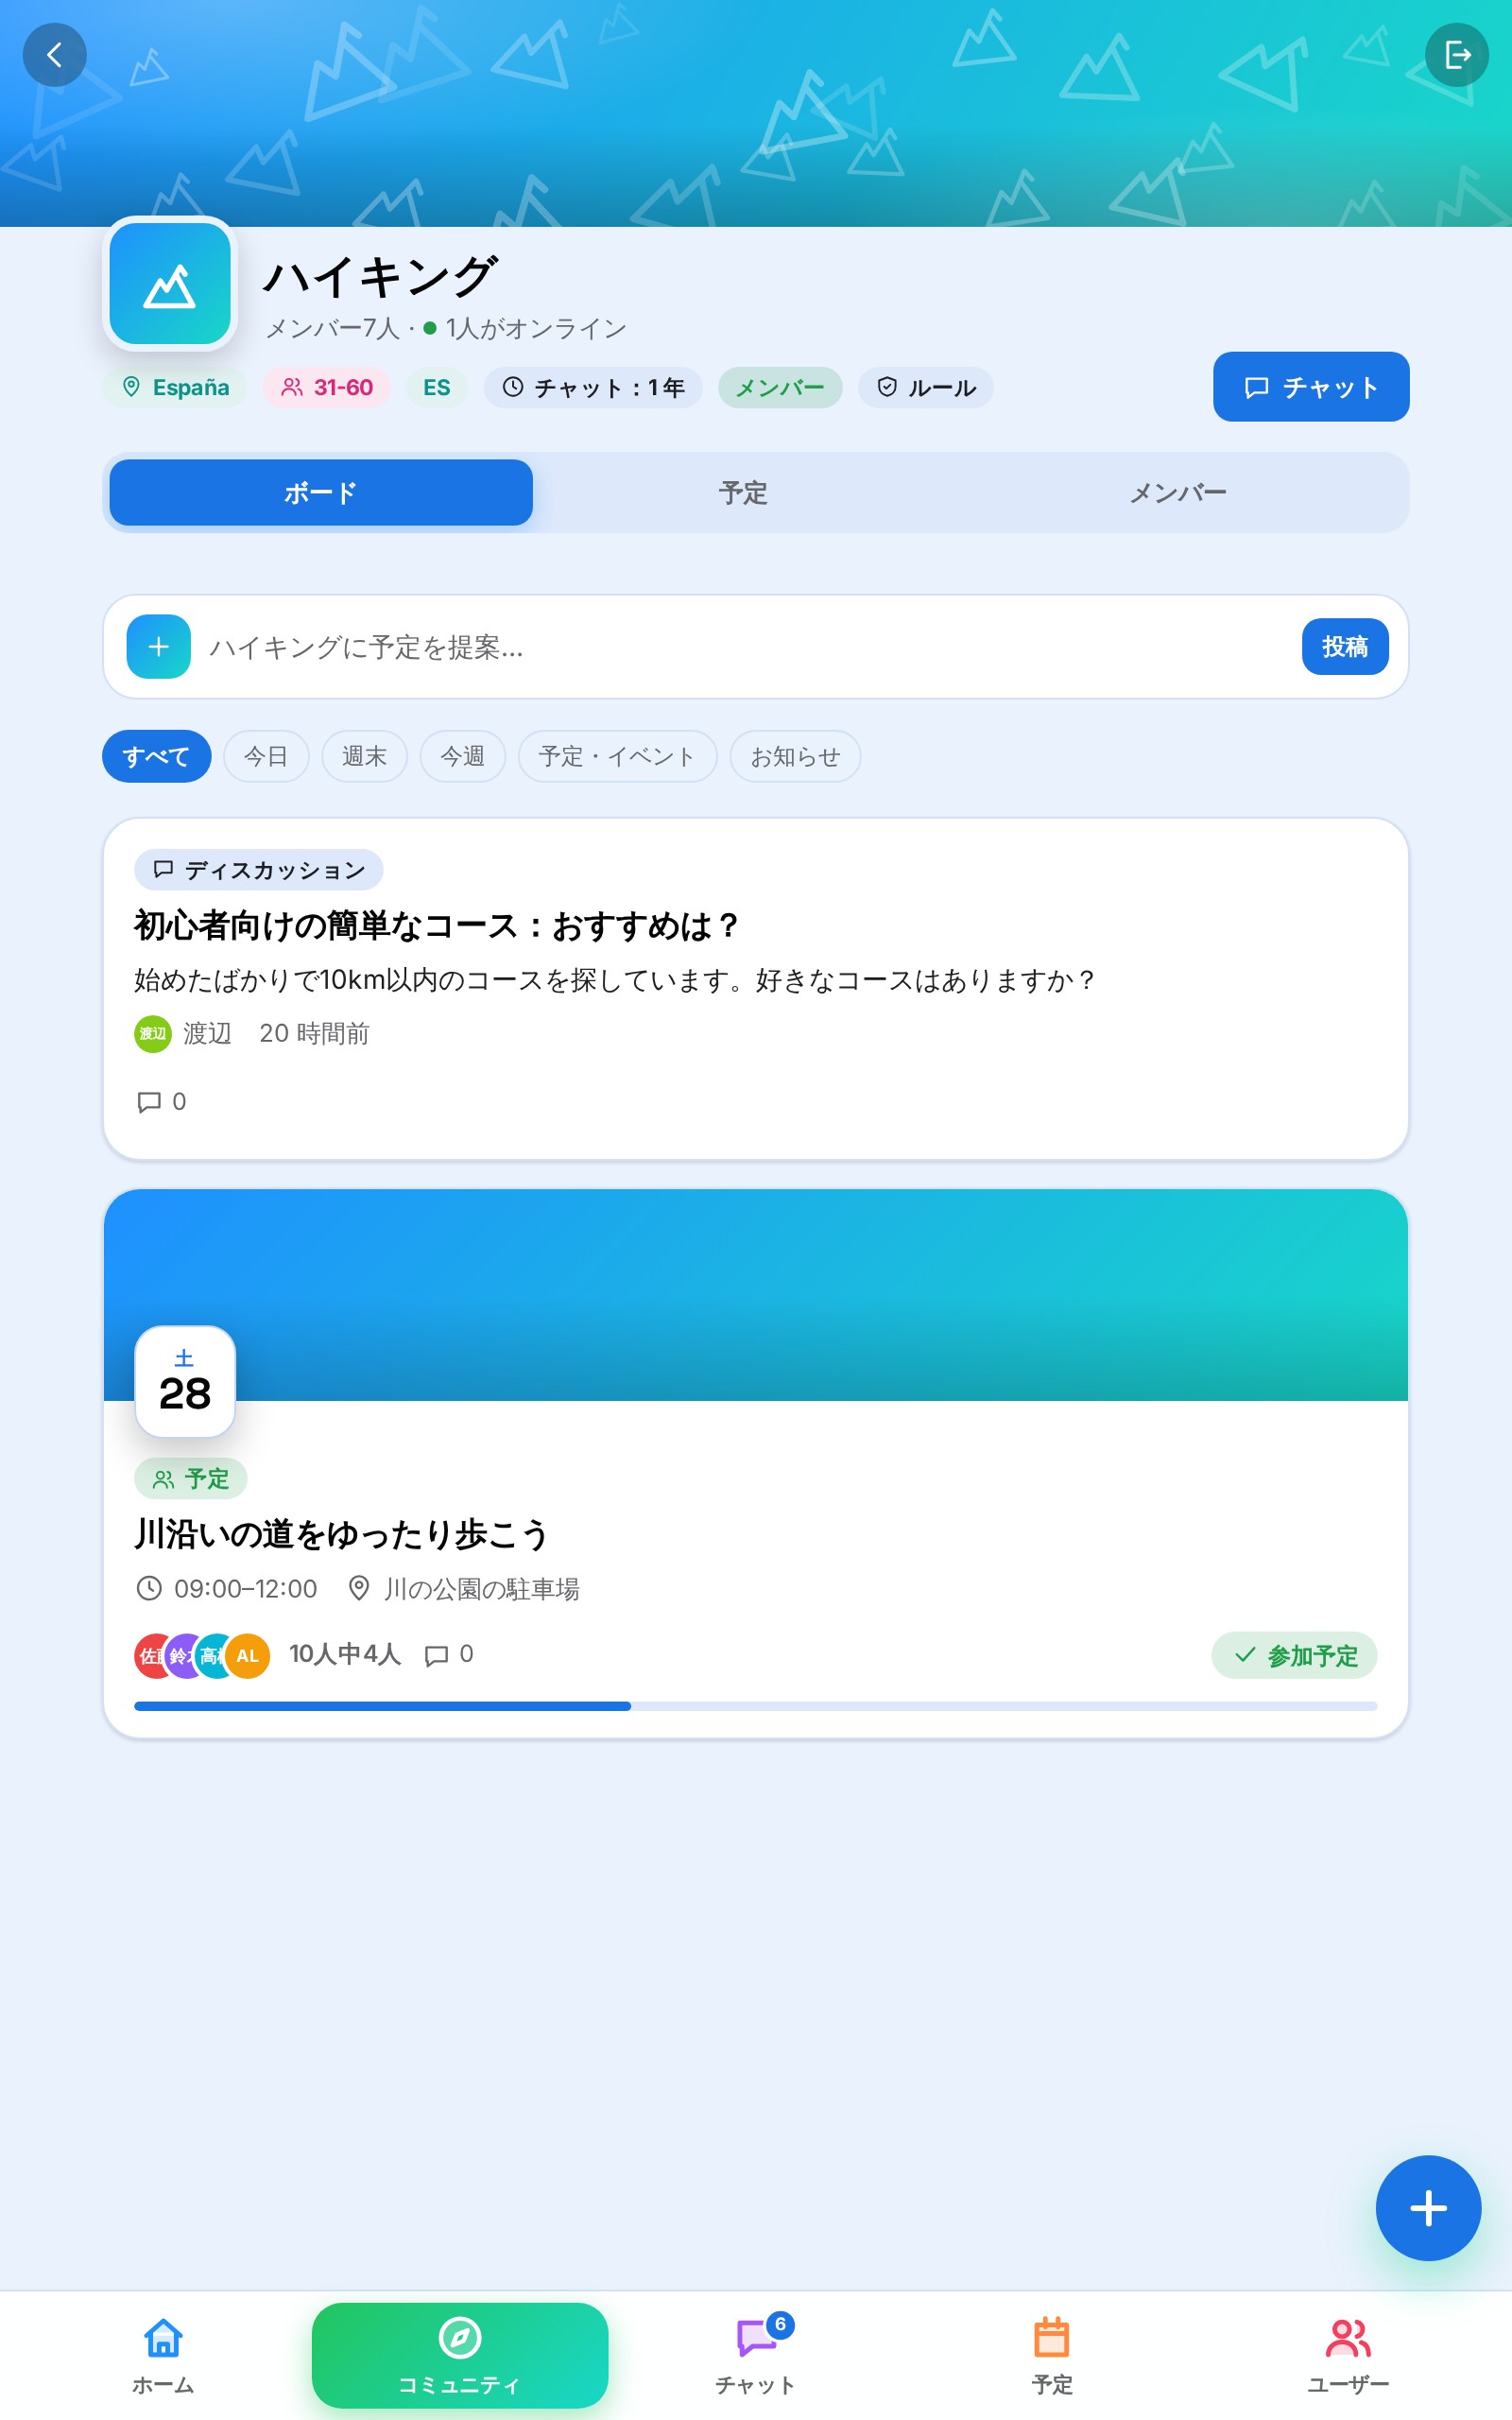 ハイキング
メンバー7人 · 1人がオンライン
España 31-60 ES チャット：1 年 メンバー ルール
チャット
ボード 予定 メンバー
ハイキングに予定を提案... 投稿
すべて 今日 週末 今週 予定・イベント お知らせ
ディスカッション
初心者向けの簡単なコース：おすすめは？
始めたばかりで10km以内のコースを探しています。好きなコースはありますか？
渡辺 渡辺 20 時間前
0
土
28
予定
川沿いの道をゆったり歩こう
09:00–12:00 川の公園の駐車場
AL 10人中4人 0 参加予定
6
ホーム コミュニティ チャット 予定 ユーザー